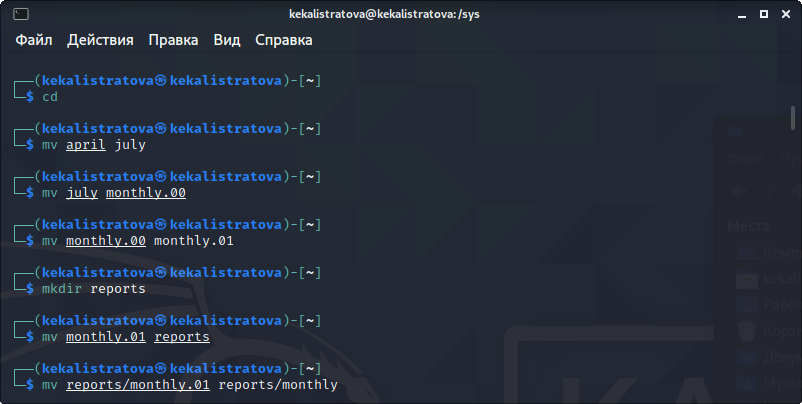 kekalistratova@kekalistratova:/sys
Файл Действия Правка Вид Справка
┌──(kekalistratova㉿kekalistratova)-[~]
└─$ cd
┌──(kekalistratova㉿kekalistratova)-[~]
└─$ mv april july
┌──(kekalistratova㉿kekalistratova)-[~]
└─$ mv july monthly.00
┌──(kekalistratova㉿kekalistratova)-[~]
└─$ mv monthly.00 monthly.01
┌──(kekalistratova㉿kekalistratova)-[~]
└─$ mkdir reports
┌──(kekalistratova㉿kekalistratova)-[~]
└─$ mv monthly.01 reports
┌──(kekalistratova㉿kekalistratova)-[~]
└─$ mv reports/monthly.01 reports/monthly
Файл
Места